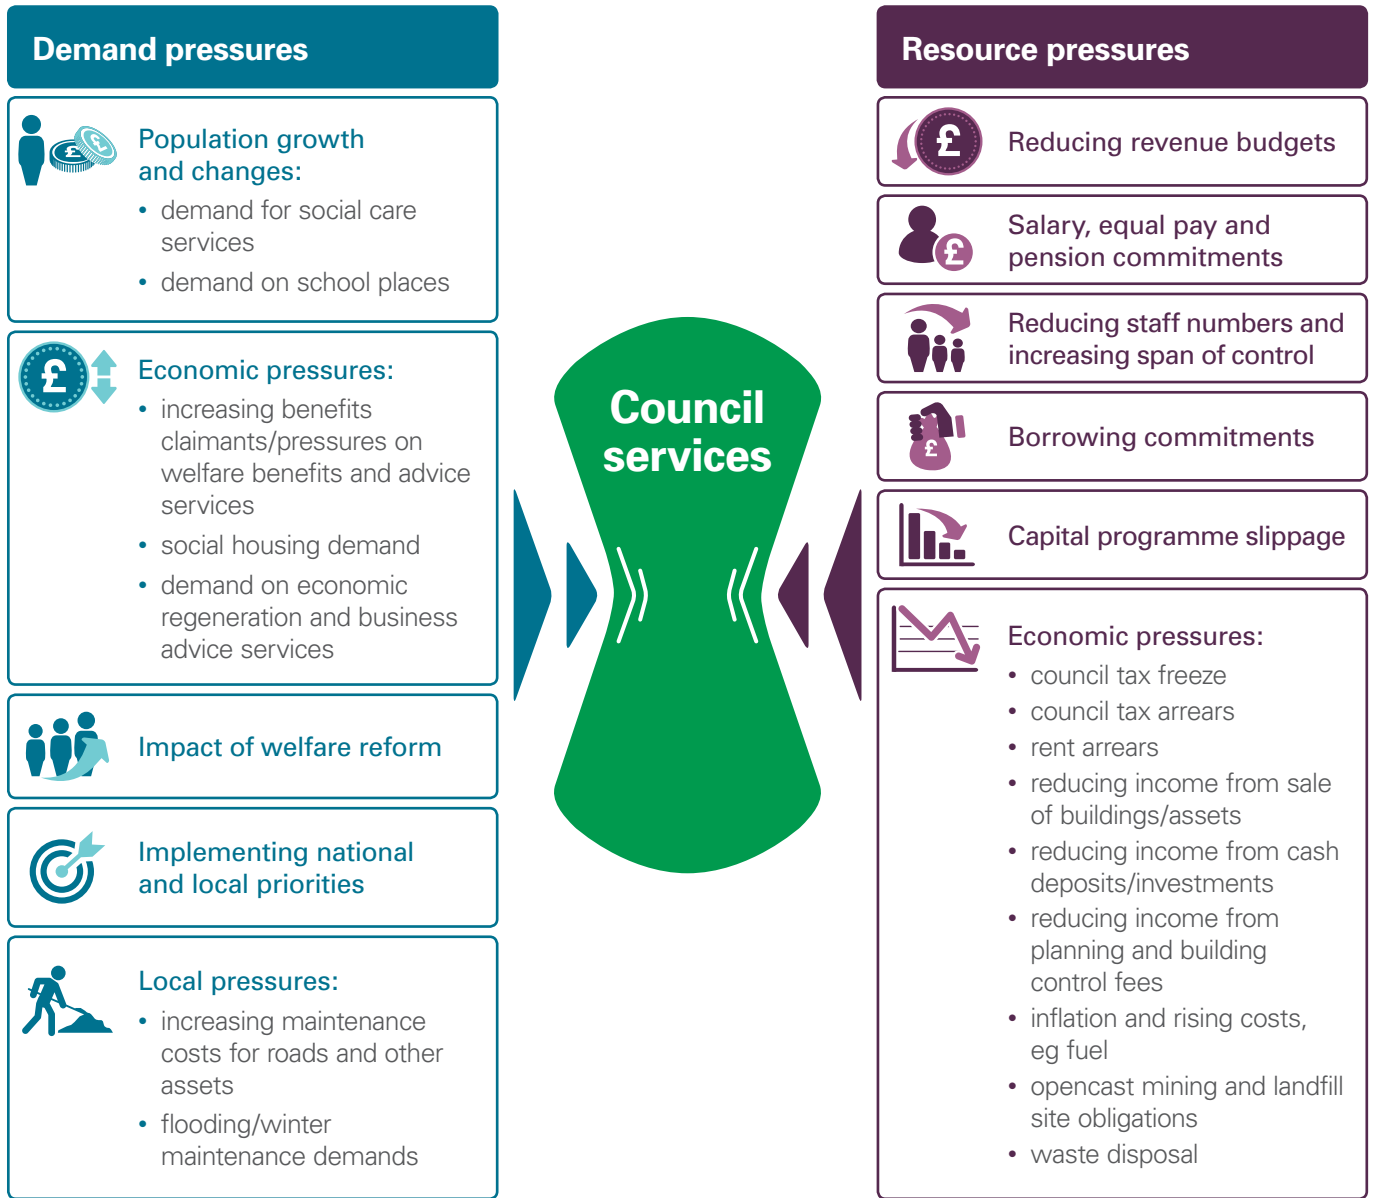 Demand pressures
Population growth
and changes:
• demand for social care
services
• demand on school places
£
Economic pressures:
• increasing benefits
claimants/pressures on
welfare benefits and advice
services
• social housing demand
• demand on economic
regeneration and business
advice services
Impact of welfare reform
Implementing national
and local priorities
Local pressures:
• increasing maintenance
costs for roads and other
assets
• flooding/winter
maintenance demands
Council
services
Resource pressures
£
Reducing revenue budgets
£
Salary, equal pay and
pension commitments
Reducing staff numbers and
increasing span of control
£
Borrowing commitments
Capital programme slippage
Economic pressures:
• council tax freeze
• council tax arrears
• rent arrears
• reducing income from sale
of buildings/assets
• reducing income from cash
deposits/investments
• reducing income from
planning and building
control fees
• inflation and rising costs,
eg fuel
• opencast mining and landfill
site obligations
• waste disposal